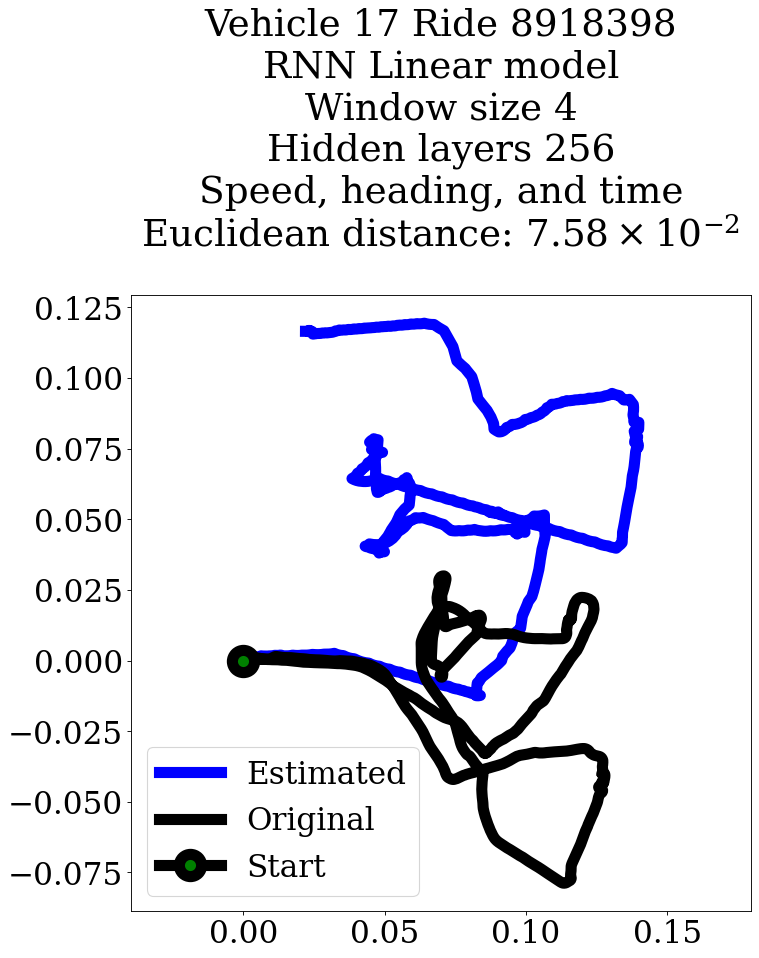 Vehicle 17 Ride 8918398
RNN Linear model
Window size 4
Hidden layers 256
Speed, heading, and time
Euclidean distance: 7.58 × 10⁻²
0.125
0.100
0.075
0.050
0.025
0.000
−0.025
−0.050
−0.075
Estimated
Original
Start
0.00 0.05 0.10 0.15